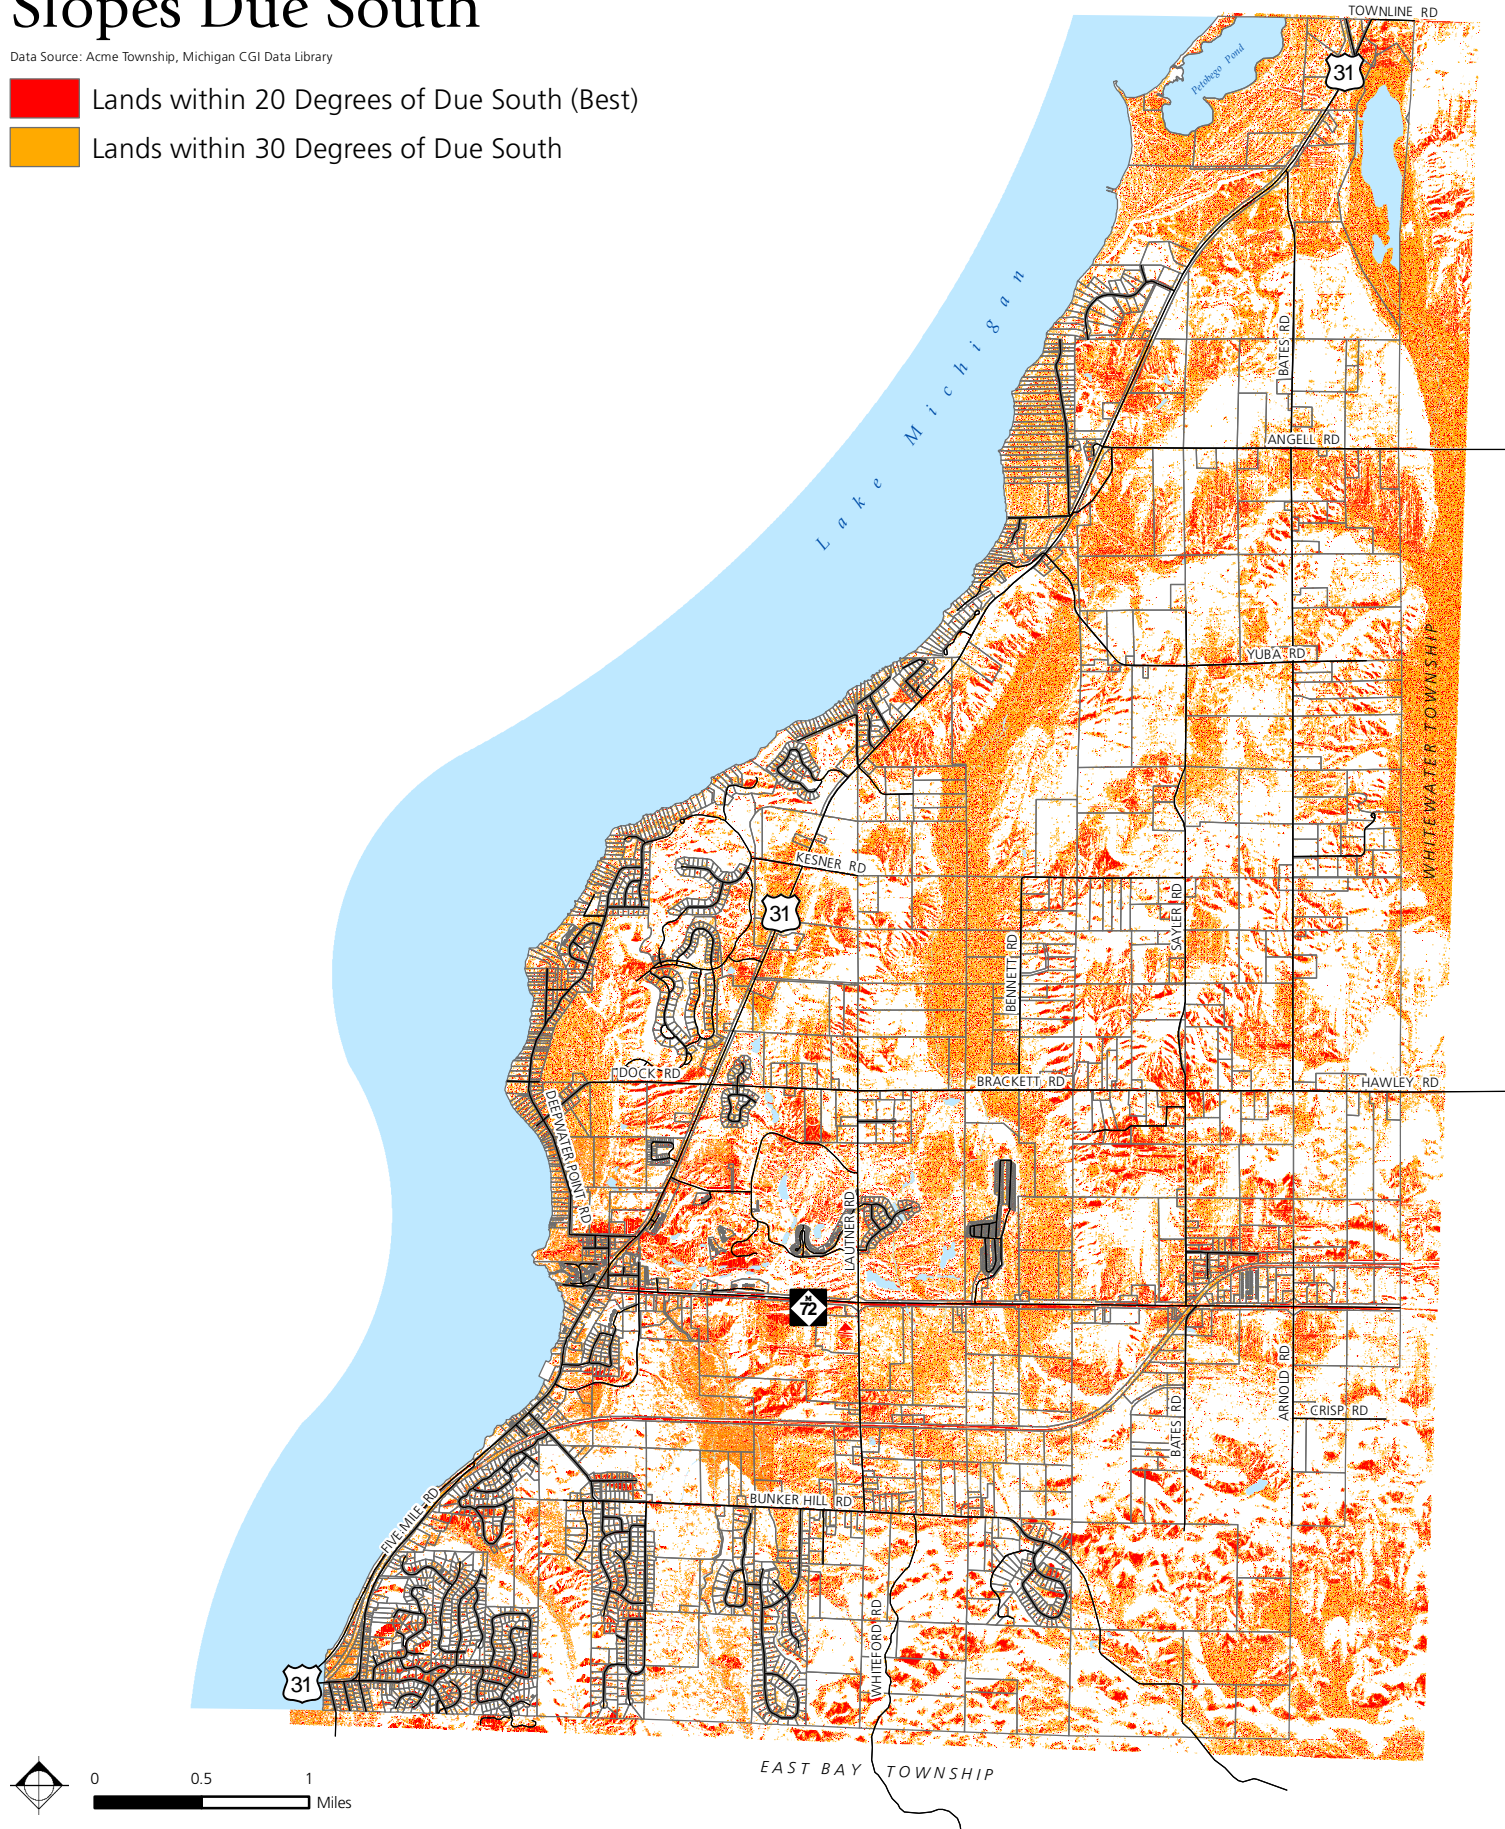 Slopes Due South
Data Source: Acme Township, Michigan CGI Data Library
Lands within 20 Degrees of Due South (Best)
Lands within 30 Degrees of Due South
TOWNLINE RD
31
Petobego Pond
Lake Michigan
BATES RD
ANGELL RD
YUBA RD
WHITEWATER TOWNSHIP
KESNER RD
31
SAYLER RD
BENNETT RD
DOCK RD
BRACKETT RD
HAWLEY RD
DEEPWATER POINT RD
LAUTNER RD
M
72
ARNOLD RD
BATES RD
CRISP RD
FIVE MILE RD
BUNKER HILL RD
WHITEFORD RD
31
EAST BAY TOWNSHIP
0 0.5 1
Miles